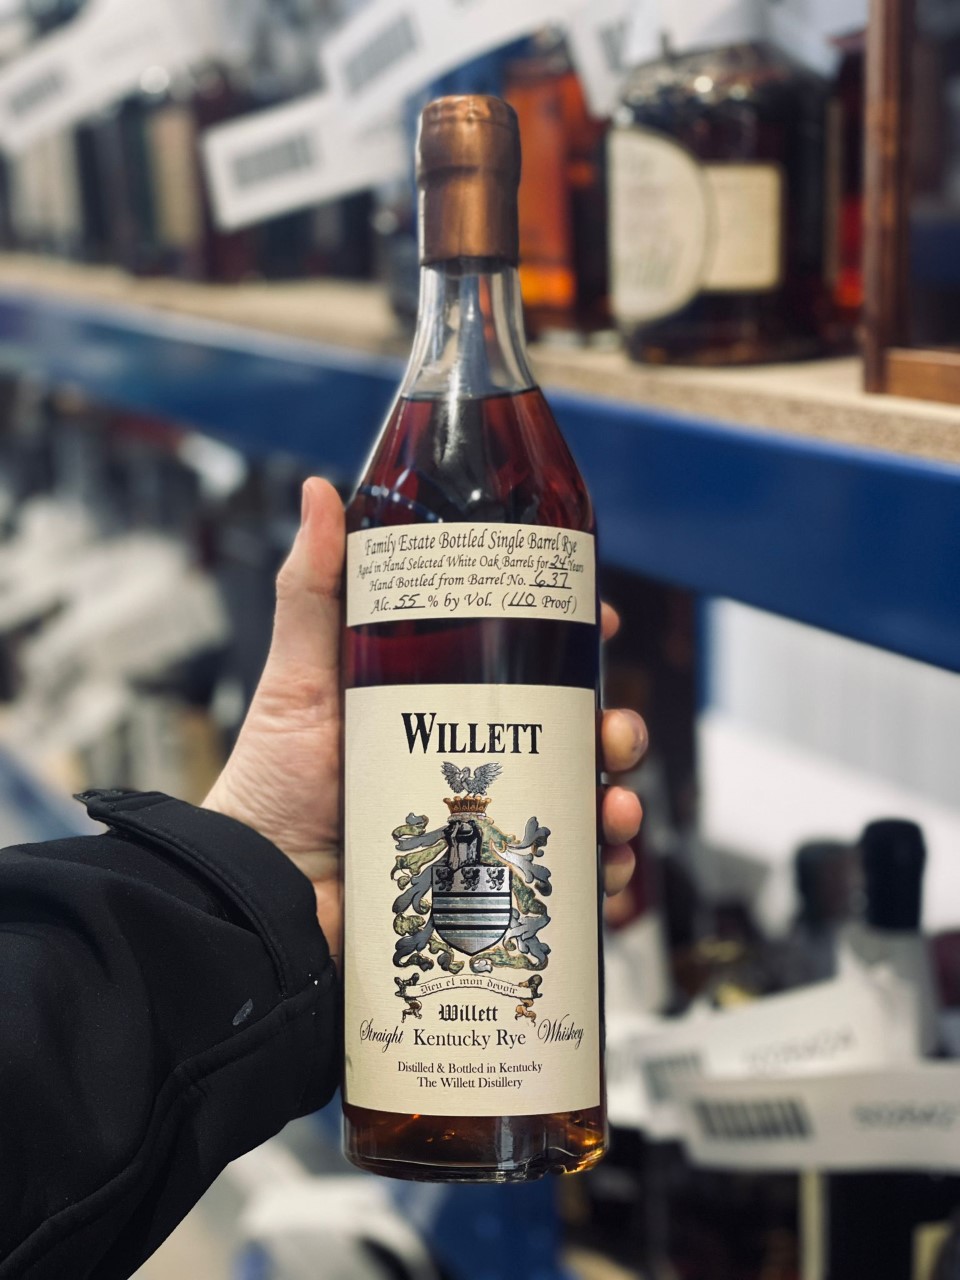 Family Estate Bottled Single Barrel Rye
Aged in Hand Selected White Oak Barrels for 24 Years
Hand Bottled from Barrel No. 637
Alc. 55 % by Vol. (110 Proof)
WILLETT
Dieu et mon devoir
Willett
Straight Kentucky Rye Whiskey
Distilled & Bottled in Kentucky
The Willett Distillery